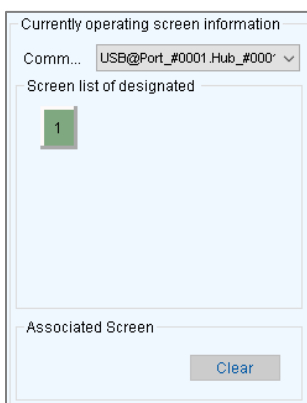 Currently operating screen information
Comm... USB@Port_#0001.Hub_#000
Screen list of designated
1
Associated Screen
Clear